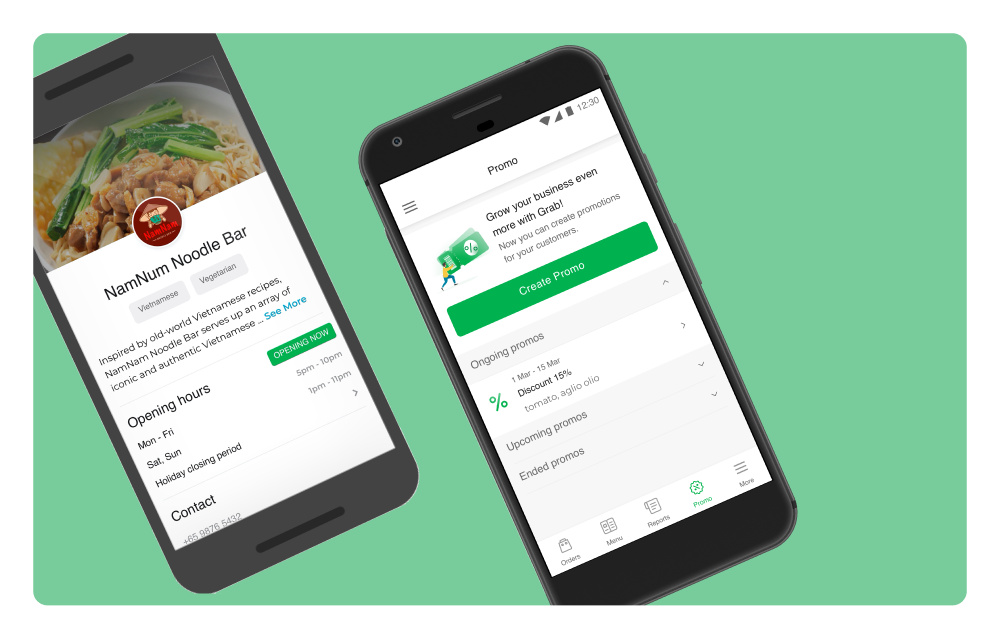 NamNam
NamNum Noodle Bar
Vietnamese
Vegetarian
Inspired by old-world Vietnamese recipes,
NamNam Noodle Bar serves up an array of
iconic and authentic Vietnamese ... See More
OPENING NOW
Opening hours
Mon - Fri
5pm - 10pm
Sat, Sun
1pm - 11pm
Holiday closing period
Contact
+65 9876 5432
12:30
Promo
Grow your business even
more with Grab!
Now you can create promotions
for your customers.
%
Create Promo
Ongoing promos
%
1 Mar - 15 Mar
Discount 15%
tomato, aglio olio
Upcoming promos
Ended promos
Orders
Menu
Reports
Promo
More